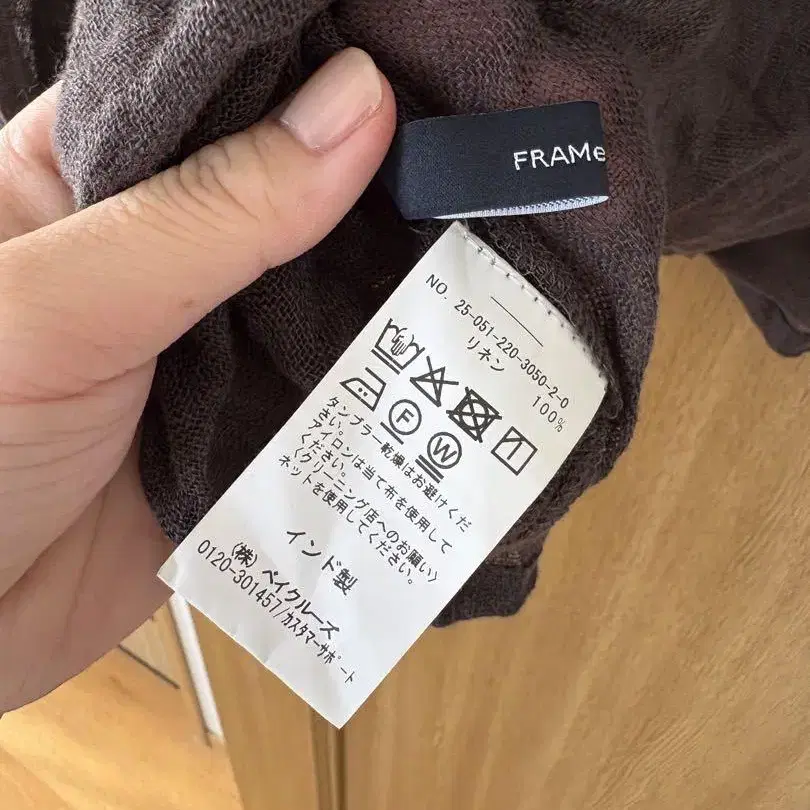 FRAMe
NO. 25-051-220-3050-2-0
リネン 100%
F W
タンブラー乾燥はお避けくだ
さい。
アイロンは当て布を使用して
ください。
〈クリーニング店へのお願い〉
ネットを使用してください。
インド製
(株) ベイクルーズ
0120-301457/カスタマーサポート